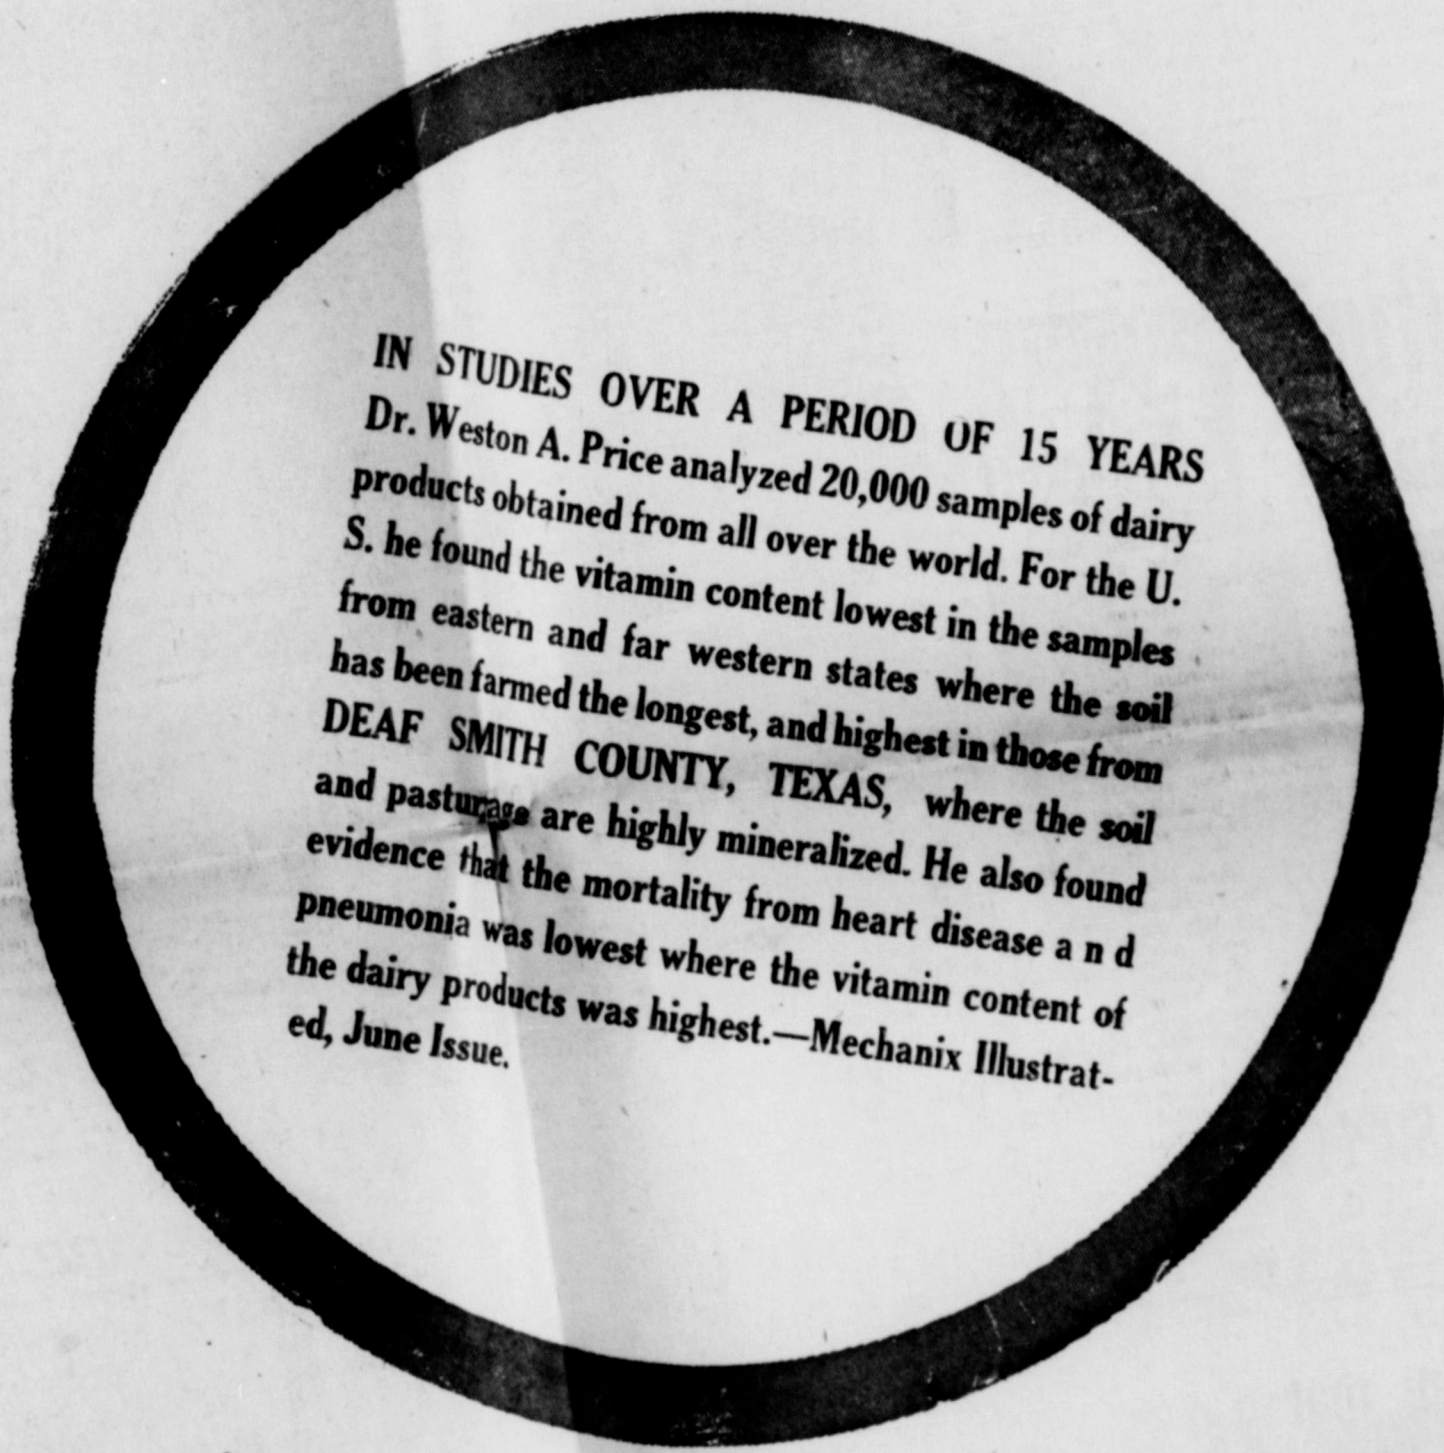 IN STUDIES OVER A PERIOD OF 15 YEARS
Dr. Weston A. Price analyzed 20,000 samples of dairy
products obtained from all over the world. For the U.
S. he found the vitamin content lowest in the samples
from eastern and far western states where the soil
has been farmed the longest, and highest in those from
DEAF SMITH COUNTY, TEXAS, where the soil
and pasturage are highly mineralized. He also found
evidence that the mortality from heart disease a n d
pneumonia was lowest where the vitamin content of
the dairy products was highest.—Mechanix Illustrat-
ed, June Issue.